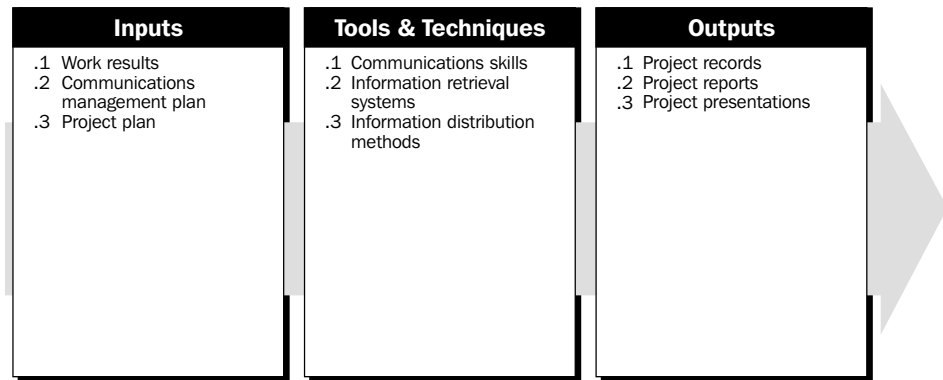 Inputs
.1 Work results
.2 Communications
management plan
.3 Project plan
Tools & Techniques
.1 Communications skills
.2 Information retrieval
systems
.3 Information distribution
methods
Outputs
.1 Project records
.2 Project reports
.3 Project presentations